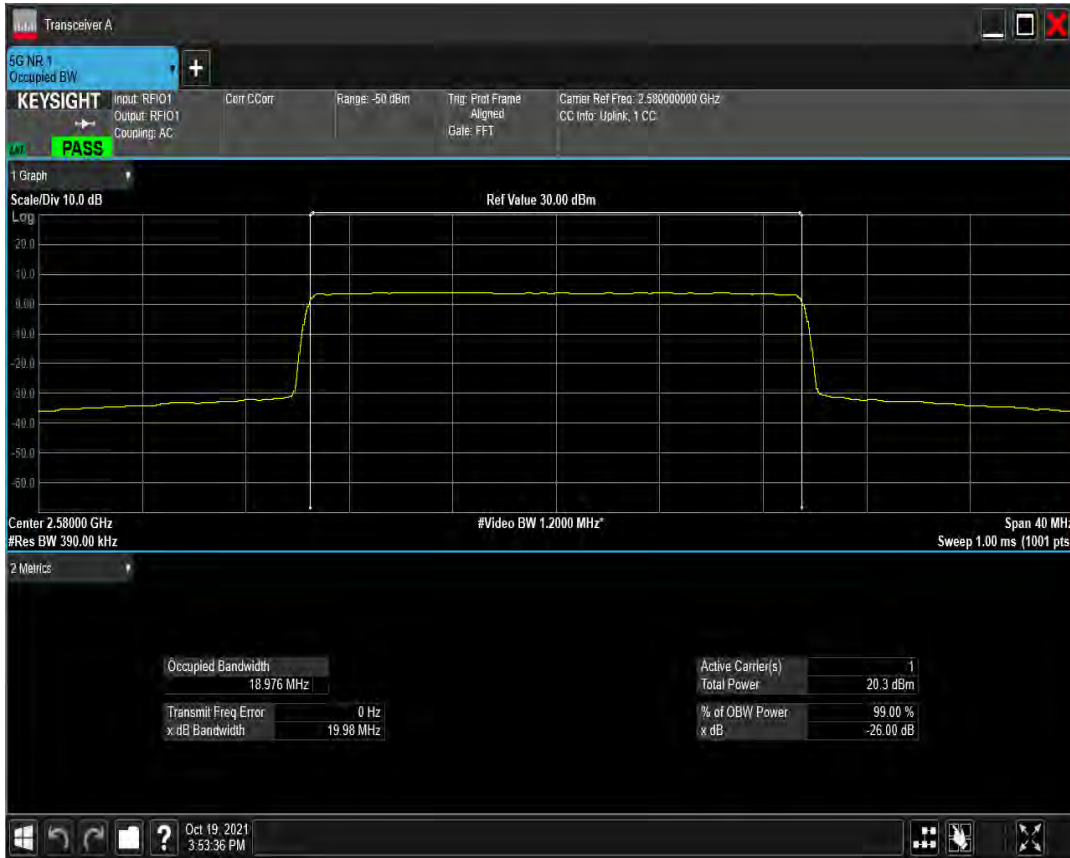 Transceiver A
5G NR 1
Occupied BW
+
KEYSIGHT
PASS
Input: RFIO1
Output: RFIO1
Coupling: AC
Corr CCorr
Range: -50 dBm
Trig: Prot Frame
Aligned
Gate: FFT
Carrier Ref Freq: 2.580000000 GHz
CC Info: Uplink, 1 CC
1 Graph
Scale/Div 10.0 dB
Ref Value 30.00 dBm
Log
20.0
10.0
0.00
-10.0
-20.0
-30.0
-40.0
-50.0
-60.0
Center 2.58000 GHz
#Video BW 1.2000 MHz*
Span 40 MHz
#Res BW 390.00 kHz
Sweep 1.00 ms (1001 pts
2 Metrics
Occupied Bandwidth
18.976 MHz
Transmit Freq Error 0 Hz
x dB Bandwidth 19.98 MHz
Active Carrier(s) 1
Total Power 20.3 dBm
% of OBW Power 99.00 %
x dB -26.00 dB
?
Oct 19, 2021
3:53:36 PM